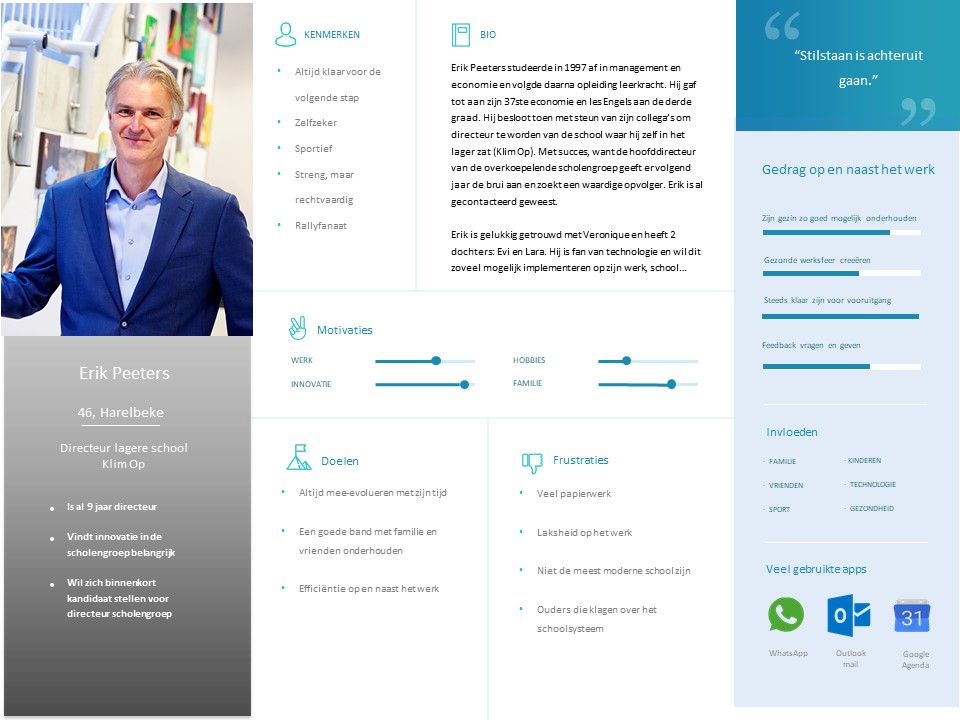 Erik Peeters
46, Harelbeke
Directeur lagere school
Klim Op
• Is al 9 jaar directeur
• Vindt innovatie in de
scholengroep belangrijk
• Wil zich binnenkort
kandidaat stellen voor
directeur scholengroep
KENMERKEN
• Altijd klaar voor de
volgende stap
• Zelfzeker
• Sportief
• Streng, maar
rechtvaardig
• Rallyfanaat
BIO
Erik Peeters studeerde in 1997 af in management en
economie en volgde daarna opleiding leerkracht. Hij gaf
tot aan zijn 37ste economie en les Engels aan de derde
graad. Hij besloot toen met steun van zijn collega's om
directeur te worden van de school waar hij zelf in het
lager zat (Klim Op). Met succes, want de hoofddirecteur
van de overkoepelende scholengroep geeft er volgend
jaar de brui aan en zoekt een waardige opvolger. Erik is al
gecontacteerd geweest.
Erik is gelukkig getrouwd met Veronique en heeft 2
dochters: Evi en Lara. Hij is fan van technologie en wil dit
zoveel mogelijk implementeren op zijn werk, school...
Motivaties
WERK
INNOVATIE
HOBBIES
FAMILIE
Doelen
• Altijd mee-evolueren met zijn tijd
• Een goede band met familie en
vrienden onderhouden
• Efficiëntie op en naast het werk
Frustraties
• Veel papierwerk
• Laksheid op het werk
• Niet de meest moderne school zijn
• Ouders die klagen over het
schoolsysteem
“Stilstaan is achteruit
gaan.”
Gedrag op en naast het werk
Zijn gezin zo goed mogelijk onderhouden
Gezonde werksfeer creeëren
Steeds klaar zijn voor vooruitgang
Feedback vragen en geven
Invloeden
· FAMILIE
· VRIENDEN
· SPORT
· KINDEREN
· TECHNOLOGIE
· GEZONDHEID
Veel gebruikte apps
31
WhatsApp
Outlook
mail
Google
Agenda